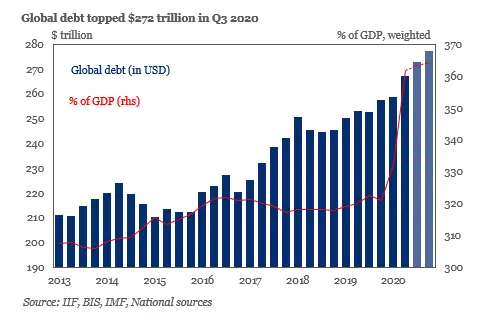 Global debt topped $272 trillion in Q3 2020
$ trillion % of GDP, weighted
280 370
270 360
260 350
250 340
240
230 330
220 320
210
200 310
190 300
Global debt (in USD)
% of GDP (rhs)
2013 2014 2015 2016 2017 2018 2019 2020
Source: IIF, BIS, IMF, National sources